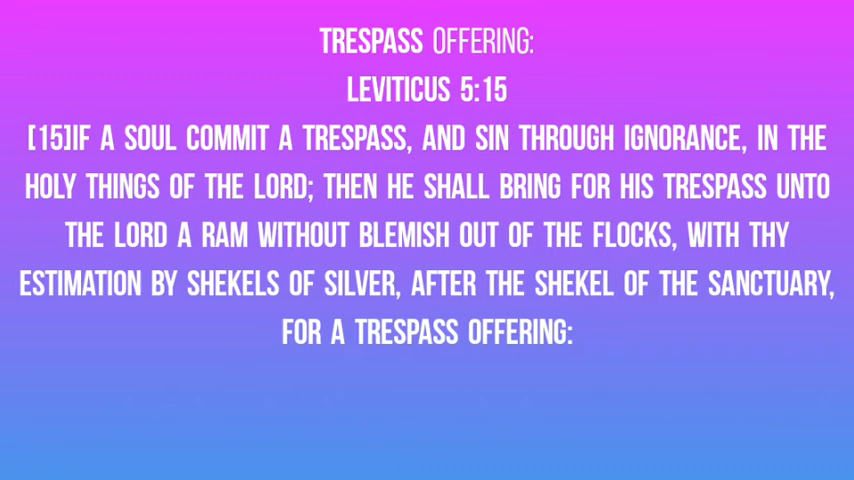 TRESPASS OFFERING:
LEVITICUS 5:15
[15]IF A SOUL COMMIT A TRESPASS, AND SIN THROUGH IGNORANCE, IN THE
HOLY THINGS OF THE LORD; THEN HE SHALL BRING FOR HIS TRESPASS UNTO
THE LORD A RAM WITHOUT BLEMISH OUT OF THE FLOCKS, WITH THY
ESTIMATION BY SHEKELS OF SILVER, AFTER THE SHEKEL OF THE SANCTUARY,
FOR A TRESPASS OFFERING: